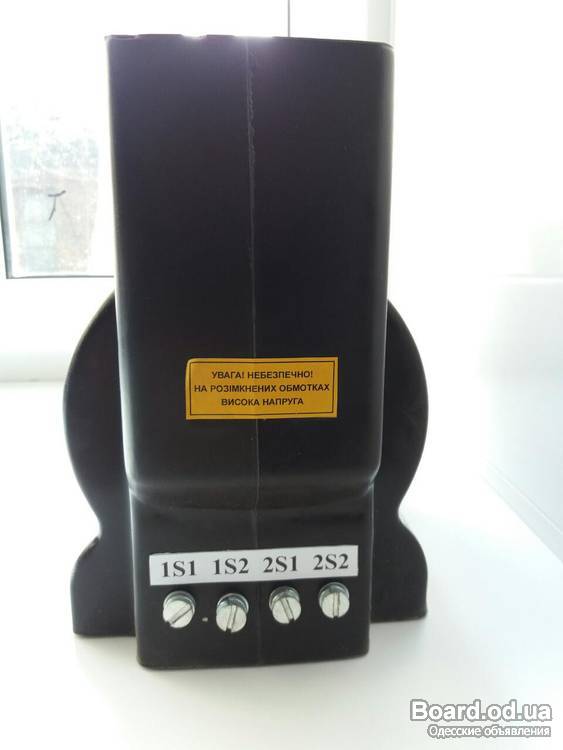 УВАГА! НЕБЕЗПЕЧНО!
НА РОЗІМКНЕНИХ ОБМОТКАХ
ВИСОКА НАПРУГА
1S1 1S2 2S1 2S2
Board.od.ua
Одесские объявления